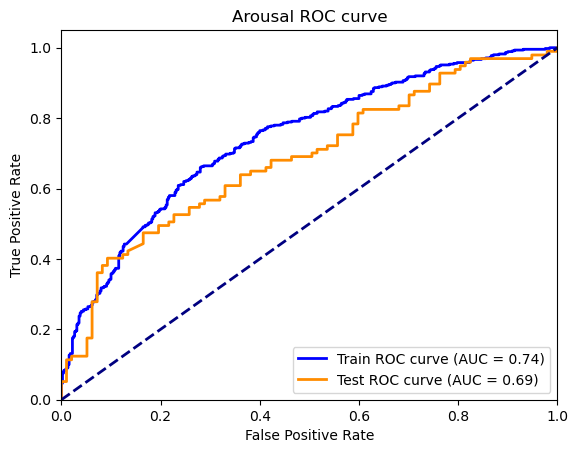 Arousal ROC curve
True Positive Rate
1.0
0.8
0.6
0.4
0.2
0.0
0.0 0.2 0.4 0.6 0.8 1.0
False Positive Rate
Train ROC curve (AUC = 0.74)
Test ROC curve (AUC = 0.69)